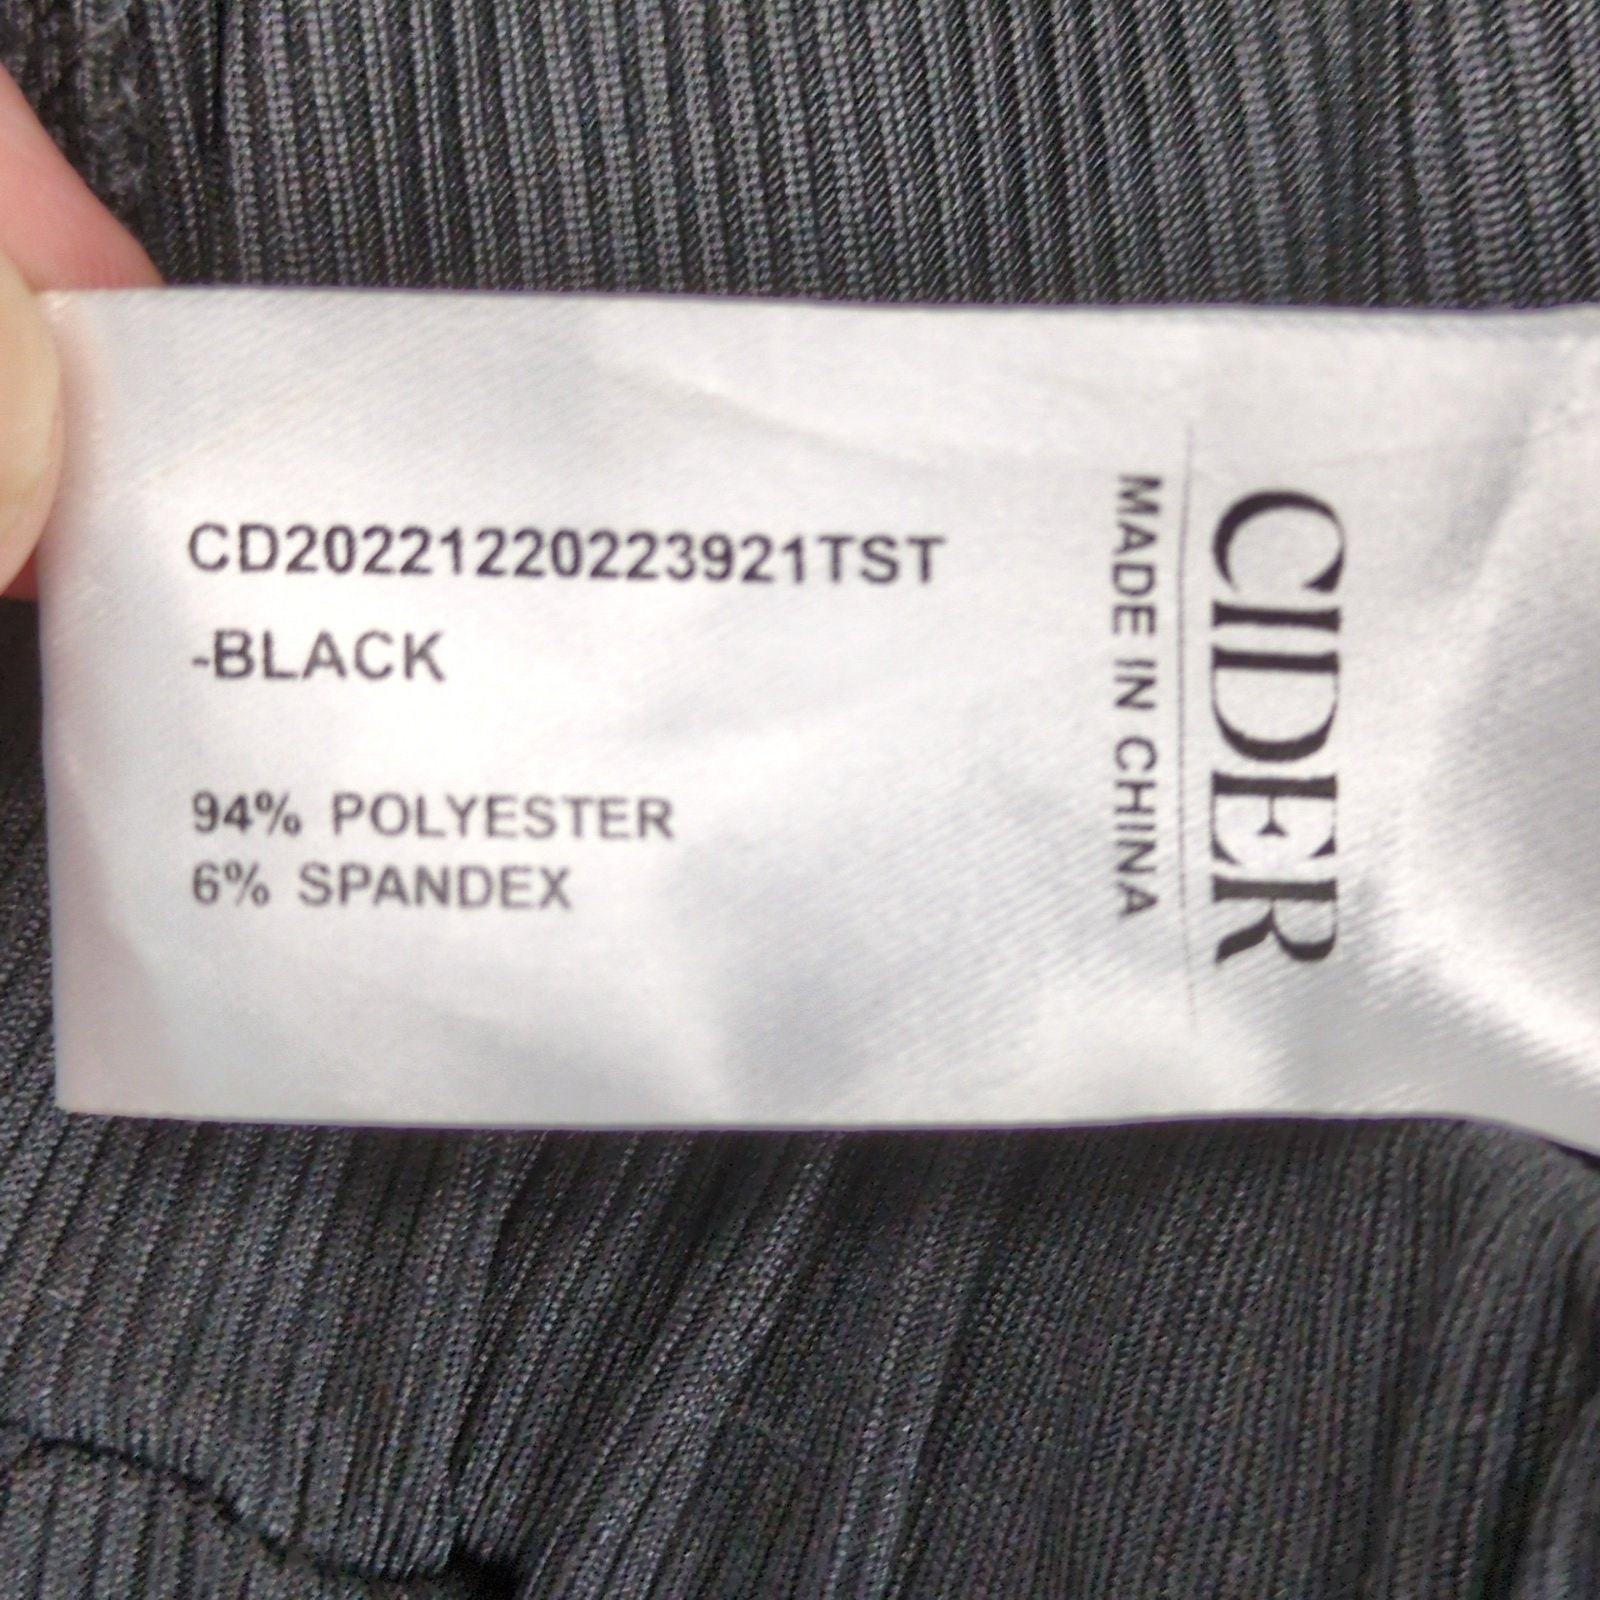 CD20221220223921TST
-BLACK
94% POLYESTER
6% SPANDEX
CIDER
MADE IN CHINA